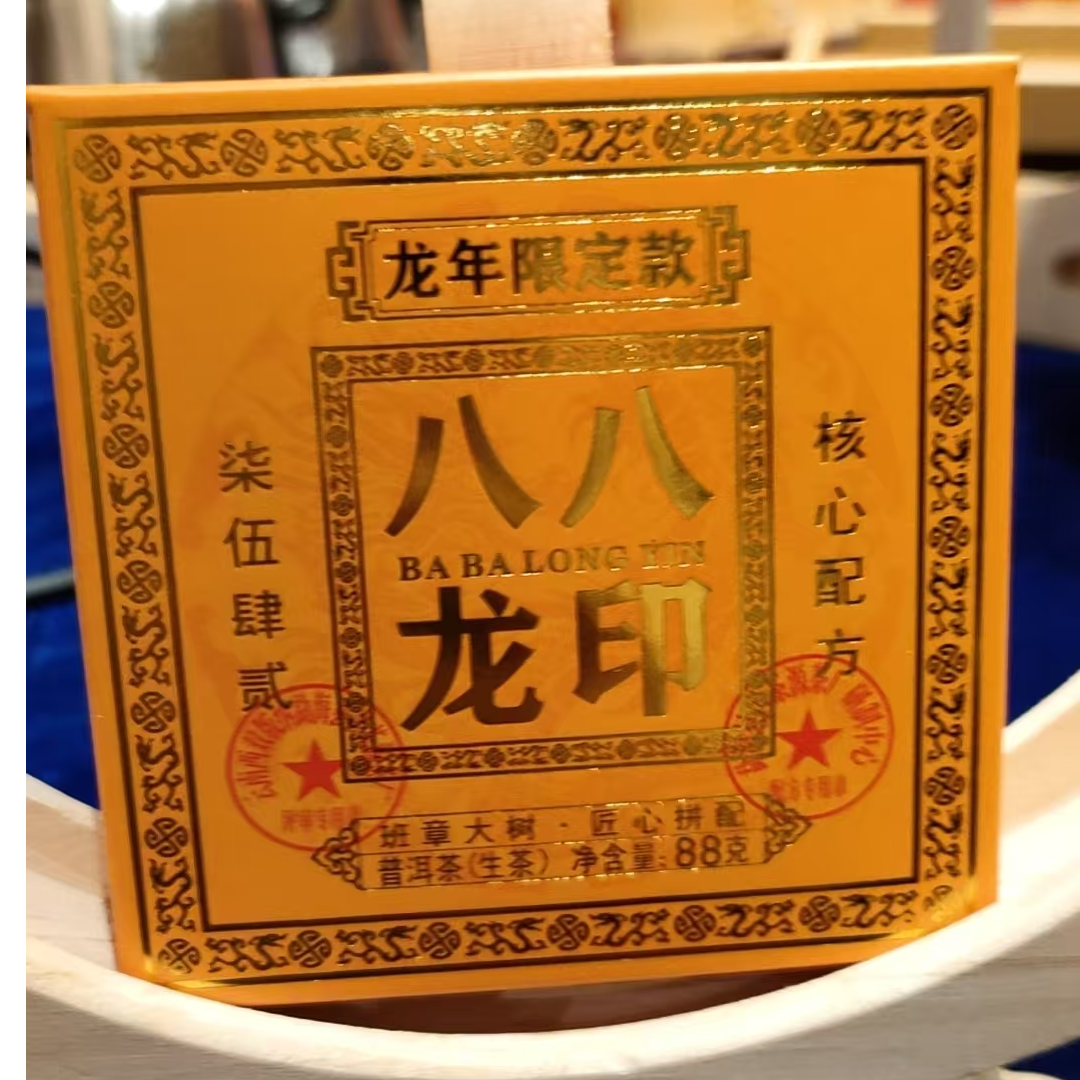 龙年限定款
八八
BA BA LONG YIN
龙印
核心配方
柒伍肆贰
班章大树·匠心拼配
普洱茶(生茶) 净含量:88克